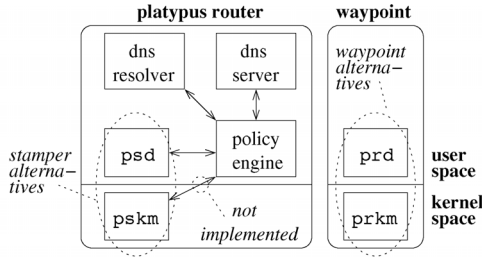 platypus router
waypoint
dns
resolver
dns
server
waypoint
alterna-
tives
stamper
alterna-
tives
psd
policy
engine
prd
user
space
pskm
not
implemented
prkm
kernel
space